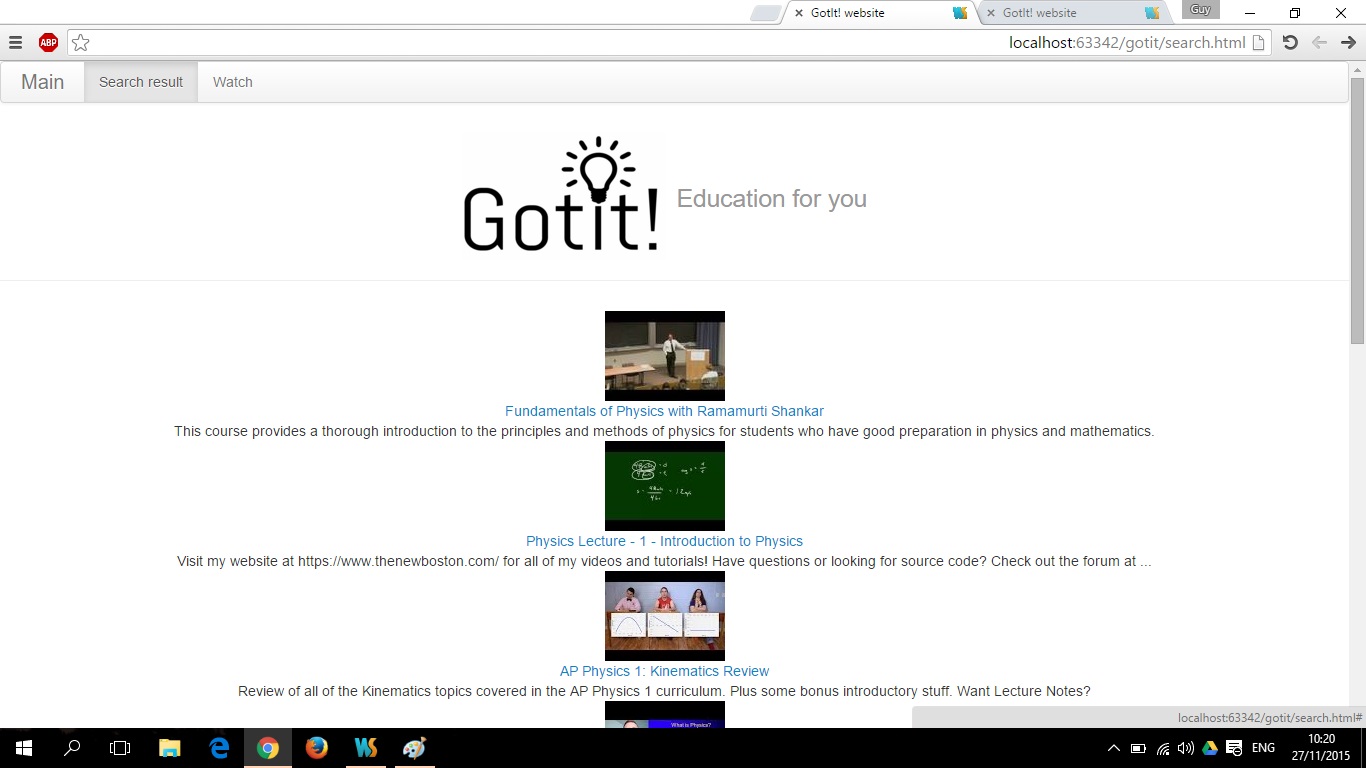 GotIt! website
GotIt! website
Guy
ABP
localhost:63342/gotit/search.html
Main
Search result
Watch
Gotit!
Education for you
Fundamentals of Physics with Ramamurti Shankar
This course provides a thorough introduction to the principles and methods of physics for students who have good preparation in physics and mathematics.
Physics Lecture - 1 - Introduction to Physics
Visit my website at https://www.thenewboston.com/ for all of my videos and tutorials! Have questions or looking for source code? Check out the forum at ...
AP Physics 1: Kinematics Review
Review of all of the Kinematics topics covered in the AP Physics 1 curriculum. Plus some bonus introductory stuff. Want Lecture Notes?
What is Physics?
localhost:63342/gotit/search.html#
WS
ENG
10:20
27/11/2015